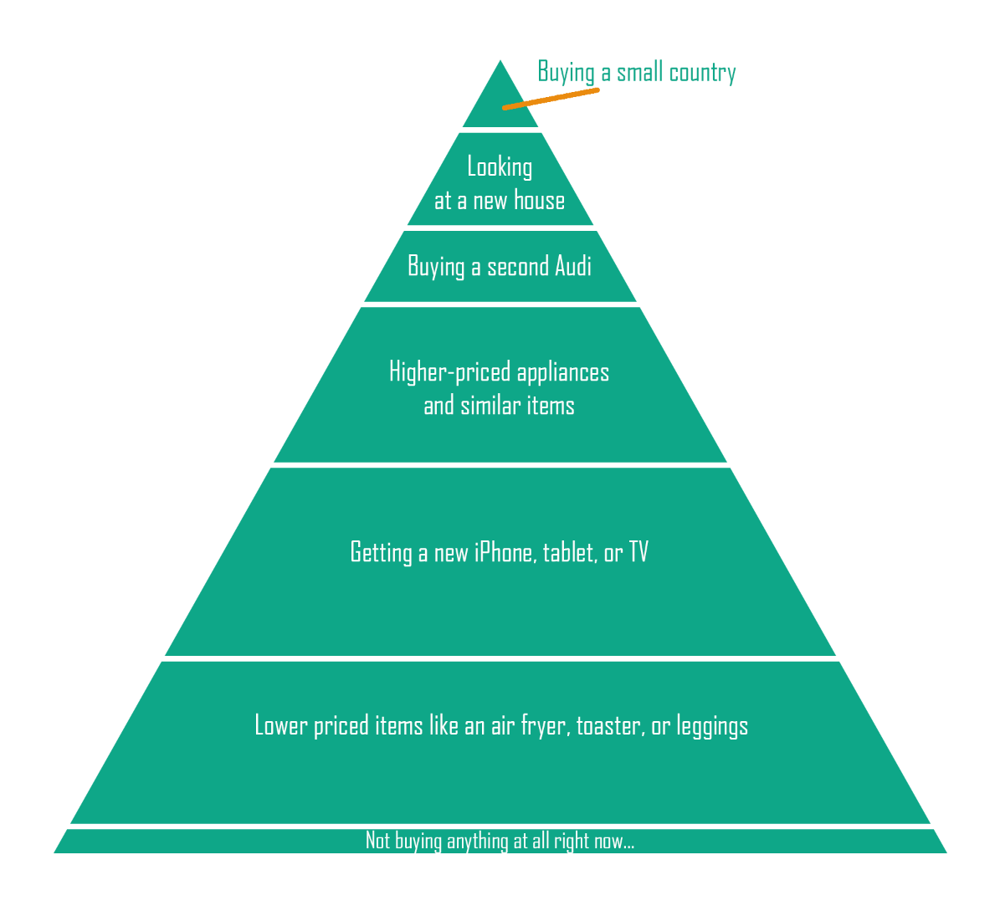 Buying a small country
Looking
at a new house
Buying a second Audi
Higher-priced appliances
and similar items
Getting a new iPhone, tablet, or TV
Lower priced items like an air fryer, toaster, or leggings
Not buying anything at all right now...